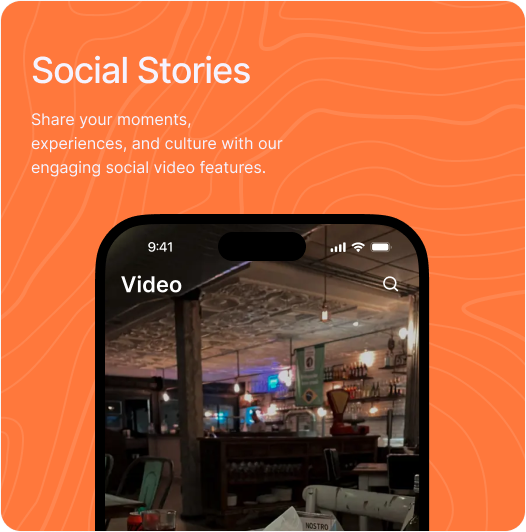 Social Stories
Share your moments,
experiences, and culture with our
engaging social video features.
9:41
Video
NOSTRO